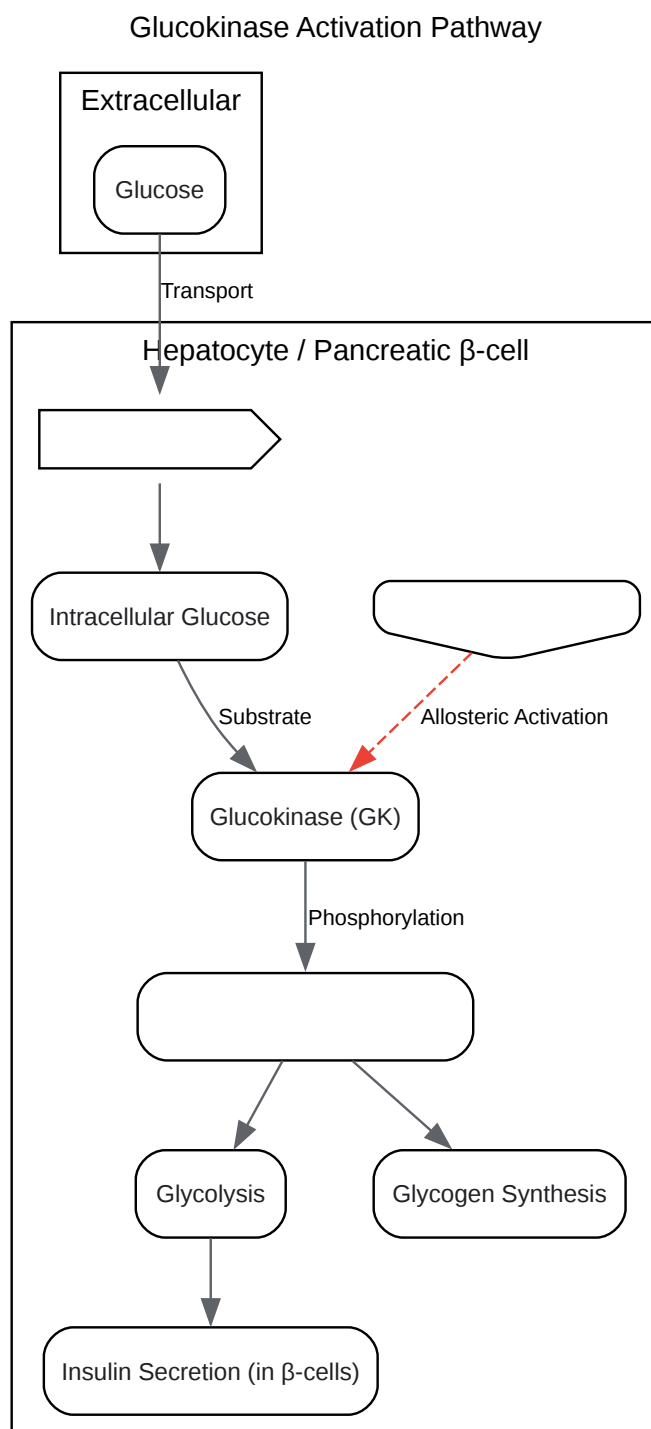 Glucokinase Activation Pathway
Extracellular
Glucose
Transport
Hepatocyte / Pancreatic β-cell
Intracellular Glucose
Substrate
Allosteric Activation
Glucokinase (GK)
Phosphorylation
Glycolysis
Glycogen Synthesis
Insulin Secretion (in β-cells)